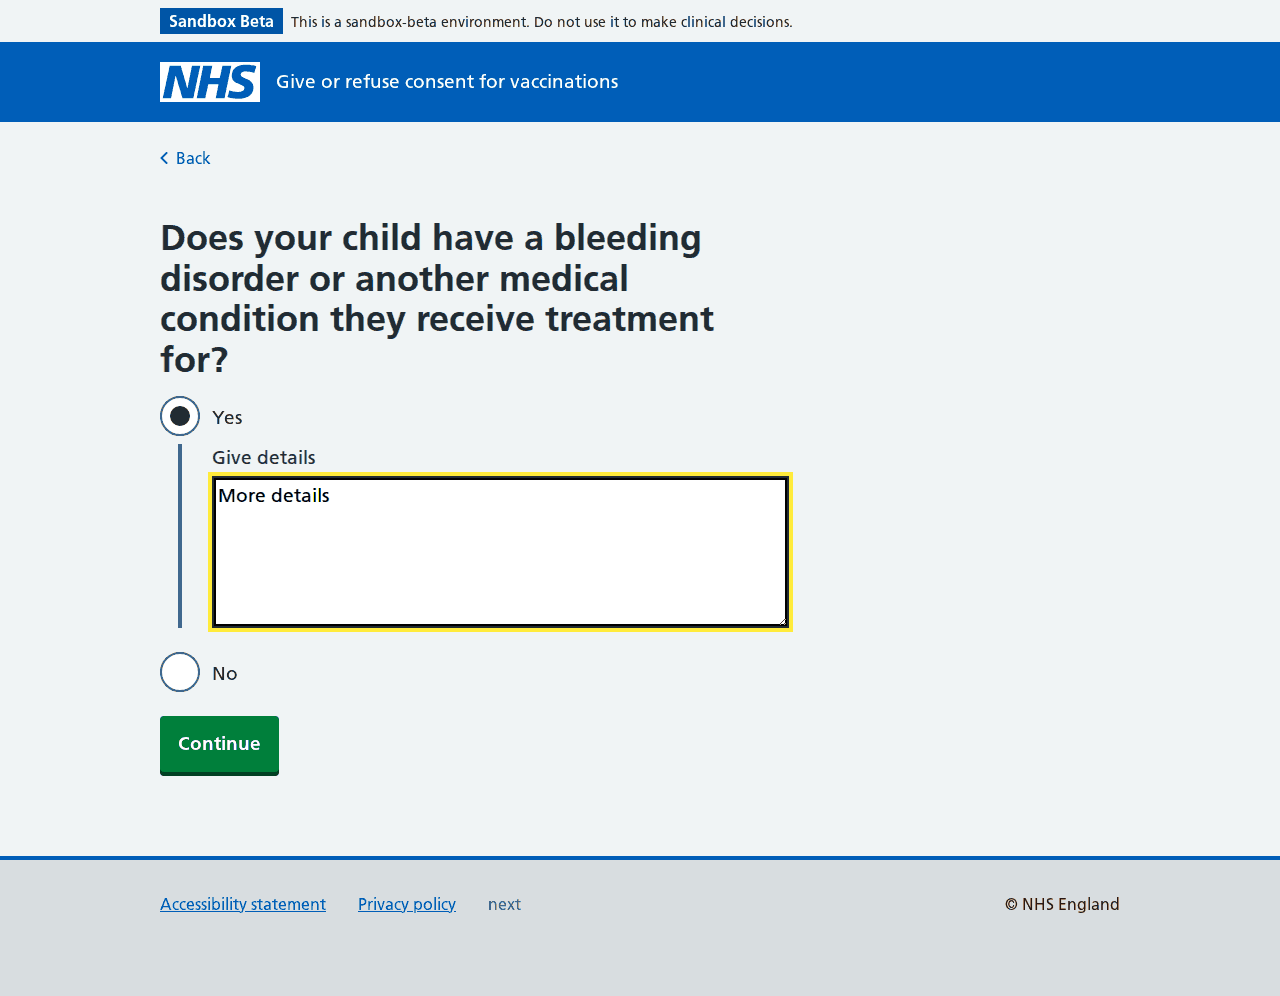 Sandbox Beta This is a sandbox-beta environment. Do not use it to make clinical decisions.
NHS Give or refuse consent for vaccinations
Back
Does your child have a bleeding
disorder or another medical
condition they receive treatment
for?
Yes
Give details
More details
No
Continue
Accessibility statement Privacy policy next © NHS England